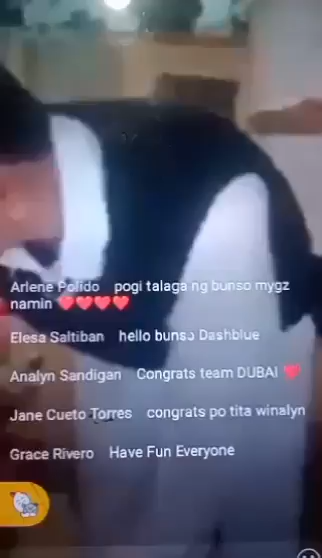 Arlene Polido pogi talaga ng bunso mygz
namin ❤❤❤❤
Elesa Saltiban hello bunso Dashblue
Analyn Sandigan Congrats team DUBAI ❤
Jane Cueto Torres congrats po tita winalyn
Grace Rivero Have Fun Everyone